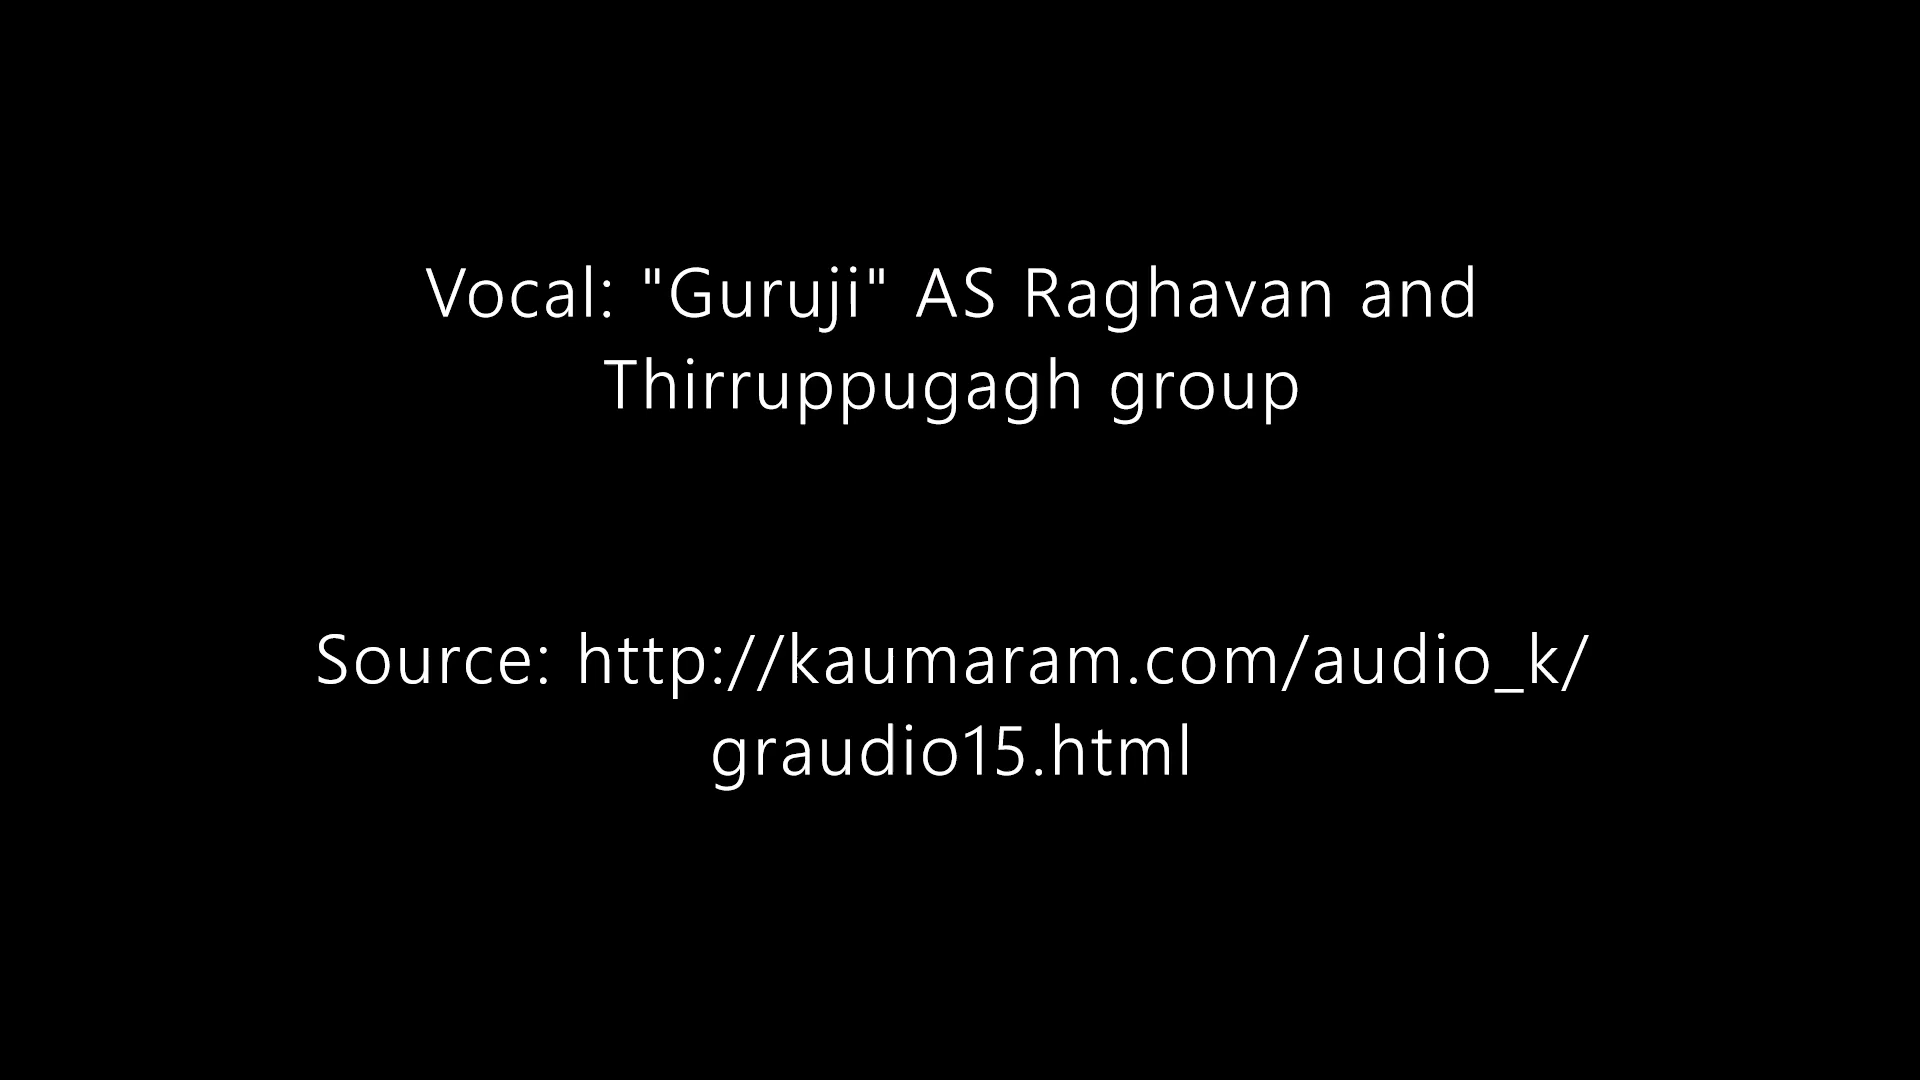 Vocal: "Guruji" AS Raghavan and
Thirruppugagh group
Source: http://kaumaram.com/audio_k/
graudio15.html